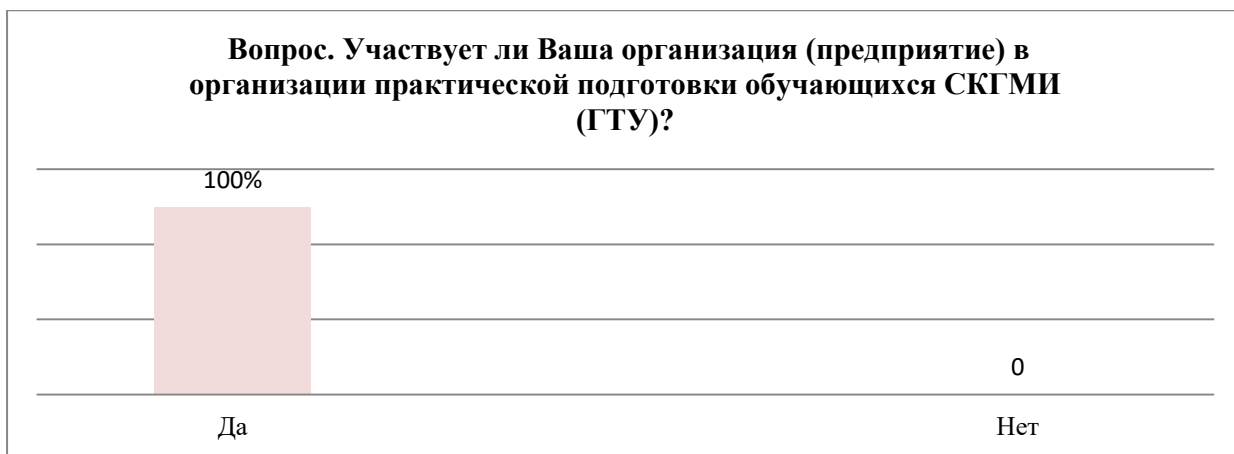 Вопрос. Участвует ли Ваша организация (предприятие) в
организации практической подготовки обучающихся СКГМИ
(ГТУ)?
100%
0
Да
Нет